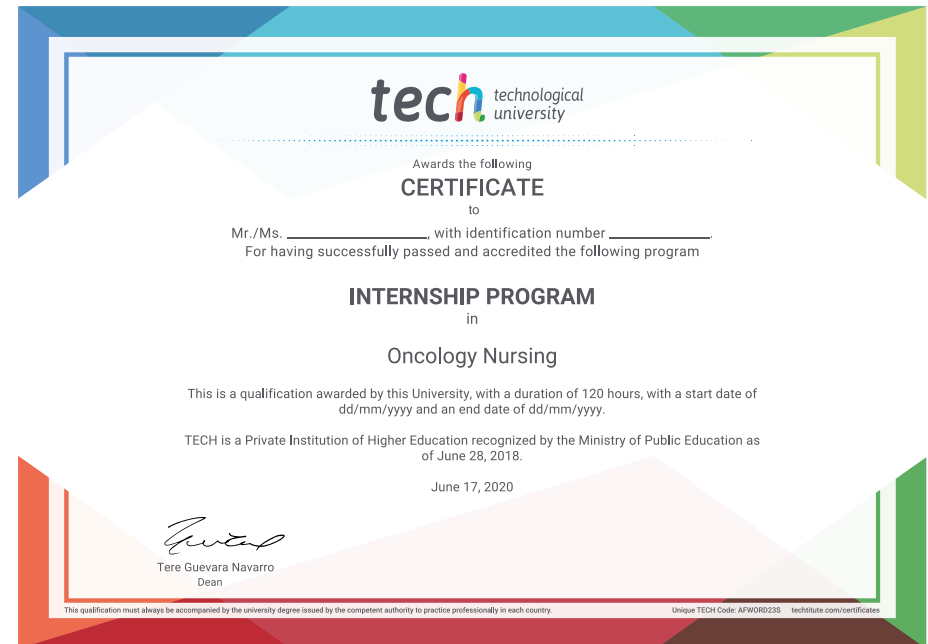 tech technological
university
Awards the following
CERTIFICATE
to
Mr./Ms. ____________________, with identification number ______________.
For having successfully passed and accredited the following program
INTERNSHIP PROGRAM
in
Oncology Nursing
This is a qualification awarded by this University, with a duration of 120 hours, with a start date of
dd/mm/yyyy and an end date of dd/mm/yyyy.
TECH is a Private Institution of Higher Education recognized by the Ministry of Public Education as
of June 28, 2018.
June 17, 2020
Tere Guevara Navarro
Dean
This qualification must always be accompanied by the university degree issued by the competent authority to practice professionally in each country. Unique TECH Code: AFWORD23S techtitute.com/certificates